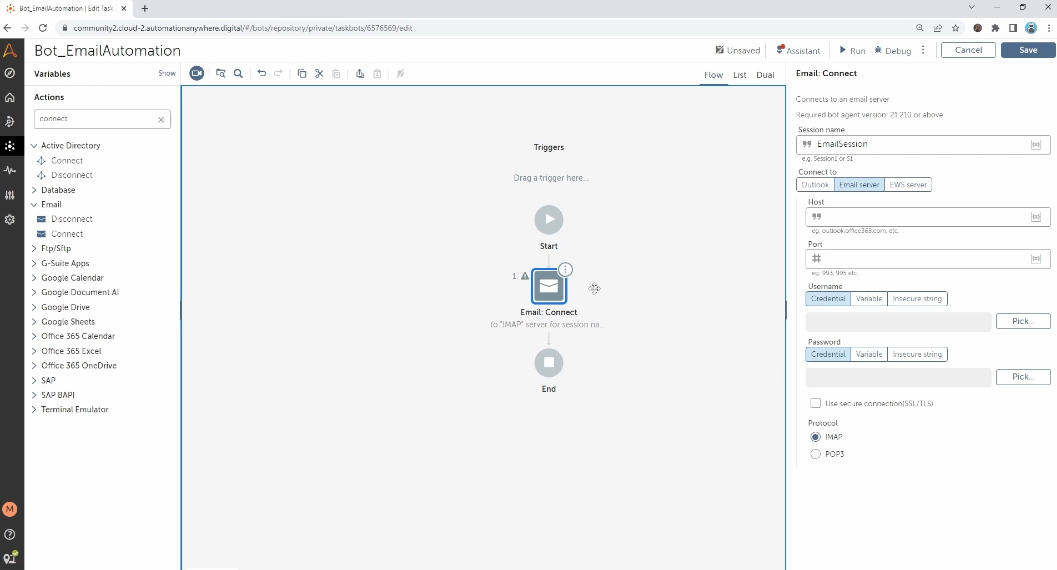 Bot_EmailAutomation | Edit Tas
community2.cloud-2.automationanywhere.digital/#/bots/repository/private/taskbots/6576569/edit
Bot_EmailAutomation
Unsaved
Assistant
Run
Debug
Cancel
Save
Variables
Show
Flow
List
Dual
Actions
connect
Active Directory
Connect
Disconnect
Database
Email
Disconnect
Connect
Ftp/Sftp
G-Suite Apps
Google Calendar
Google Document AI
Google Drive
Google Sheets
Office 365 Calendar
Office 365 Excel
Office 365 OneDrive
SAP
SAP BAPI
Terminal Emulator
M
Triggers
Drag a trigger here...
Start
1.
Email: Connect
to "IMAP" server for session na...
End
Email: Connect
Connects to an email server
Required bot agent version: 21.210 or above
Session name
EmailSession
e.g. Session1 or S1
Connect to
Outlook
Email server
EWS server
Host
eg: outlook.office365.com, etc.
Port
#
eg: 993, 995 etc.
Username
Credential
Variable
Insecure string
Pick...
Password
Credential
Variable
Insecure string
Pick...
Use secure connection(SSL/TLS)
Protocol
IMAP
POP3